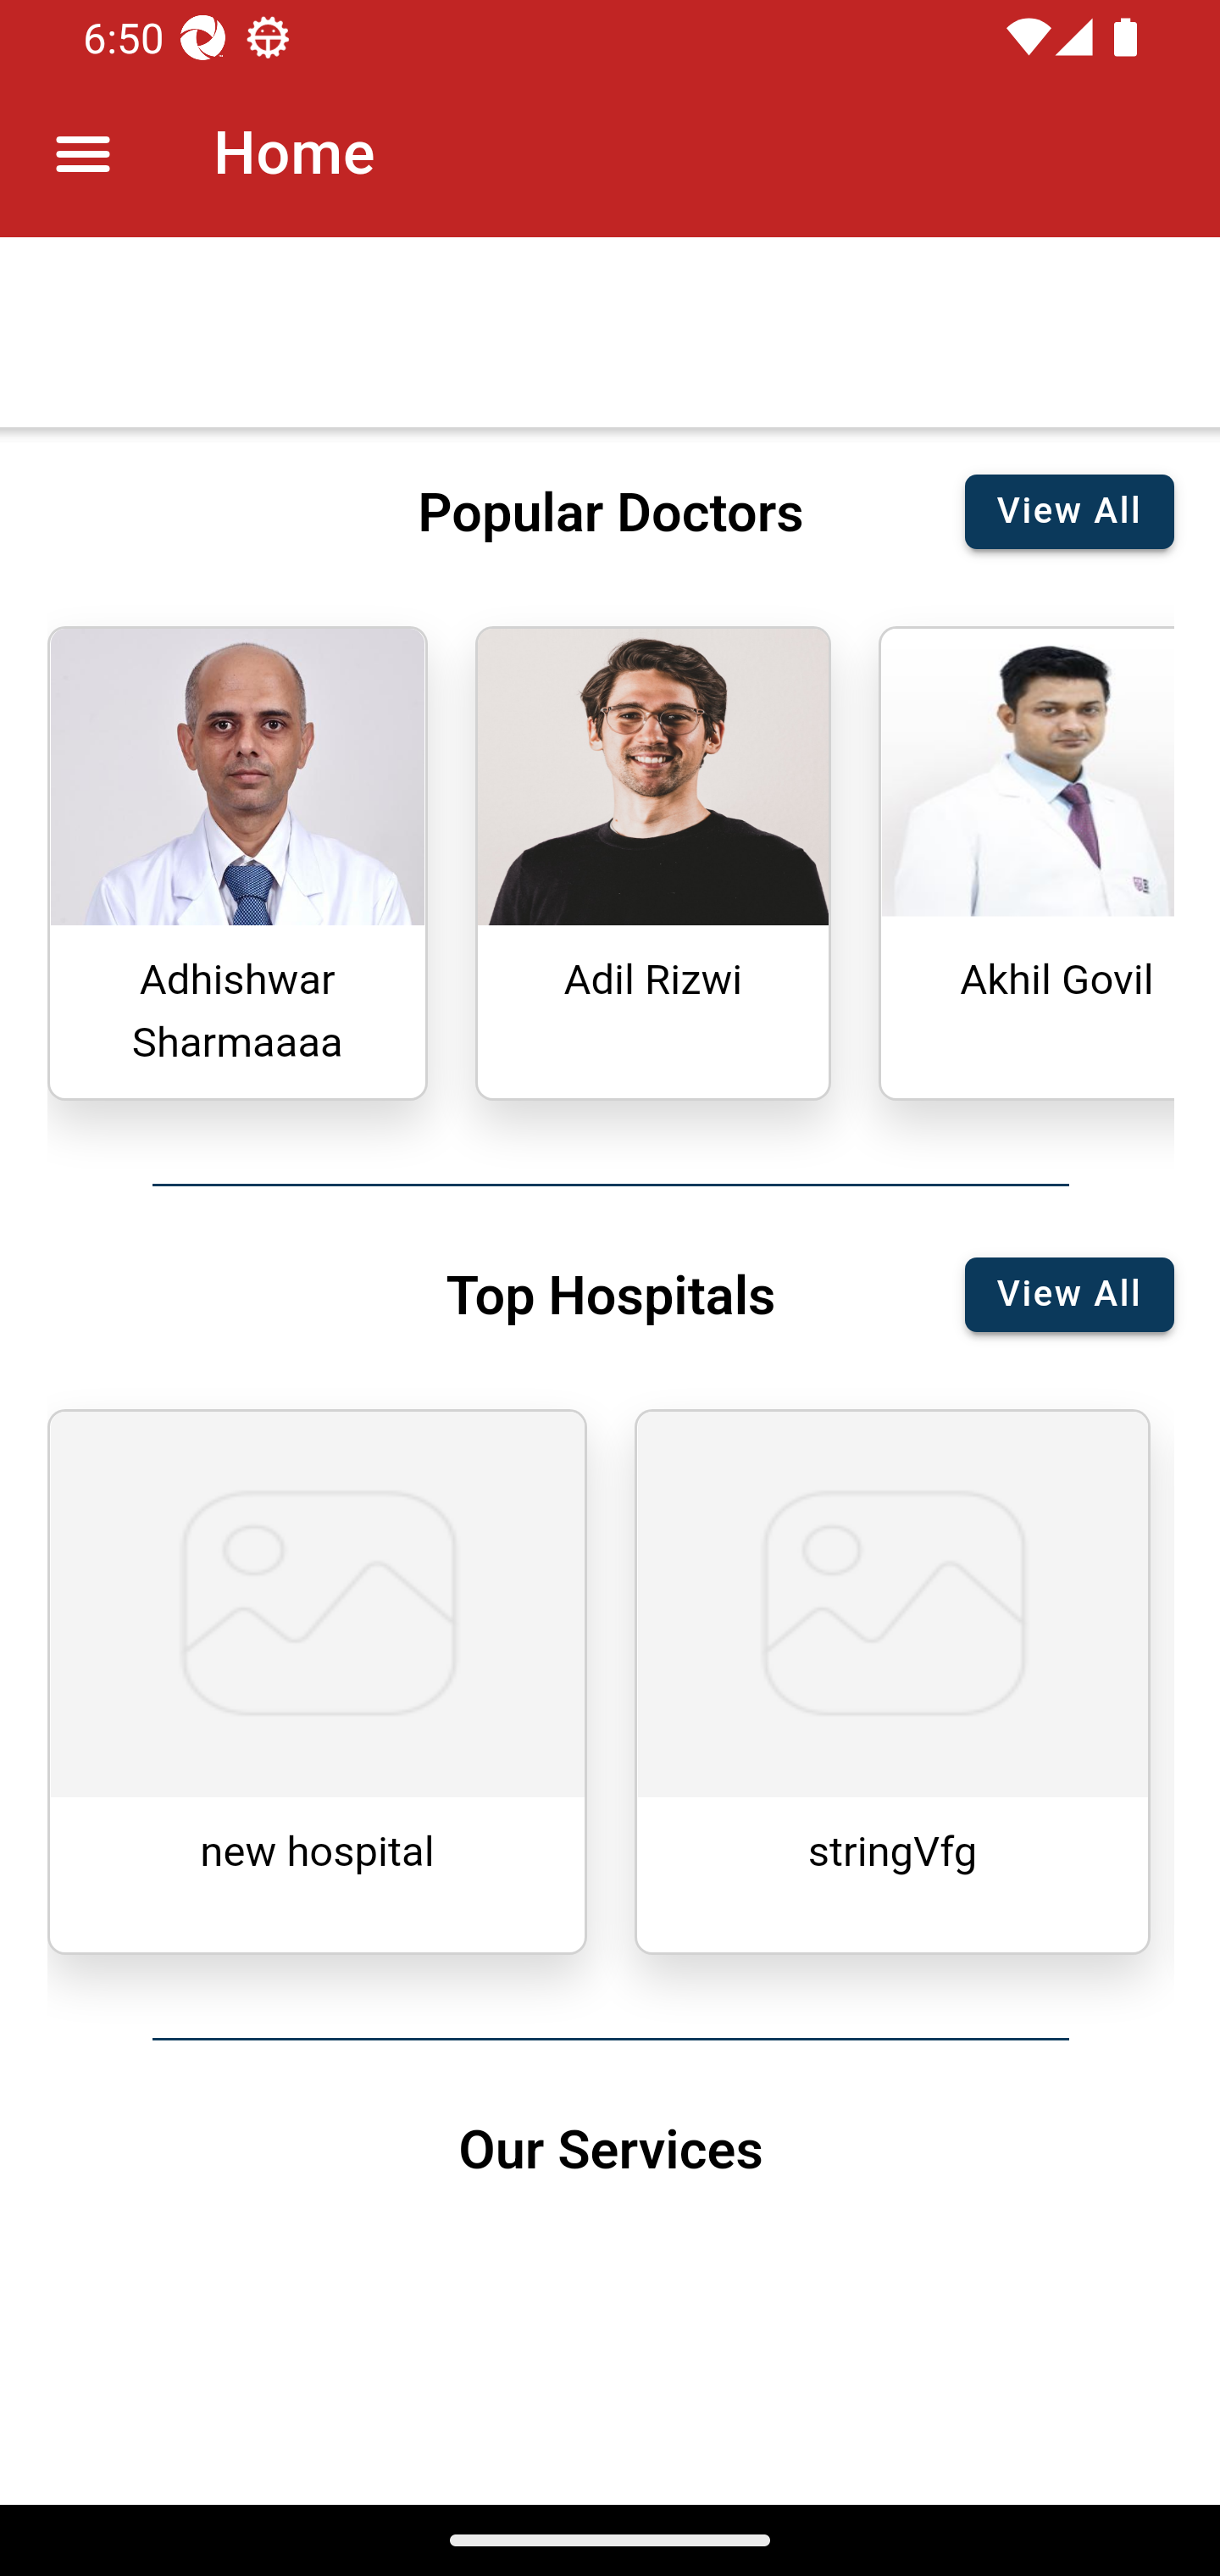 6:50
Home
Popular Doctors
View All
Adhishwar
Sharmaaaa
Adil Rizwi
Akhil Govil
Top Hospitals
View All
new hospital
stringVfg
Our Services